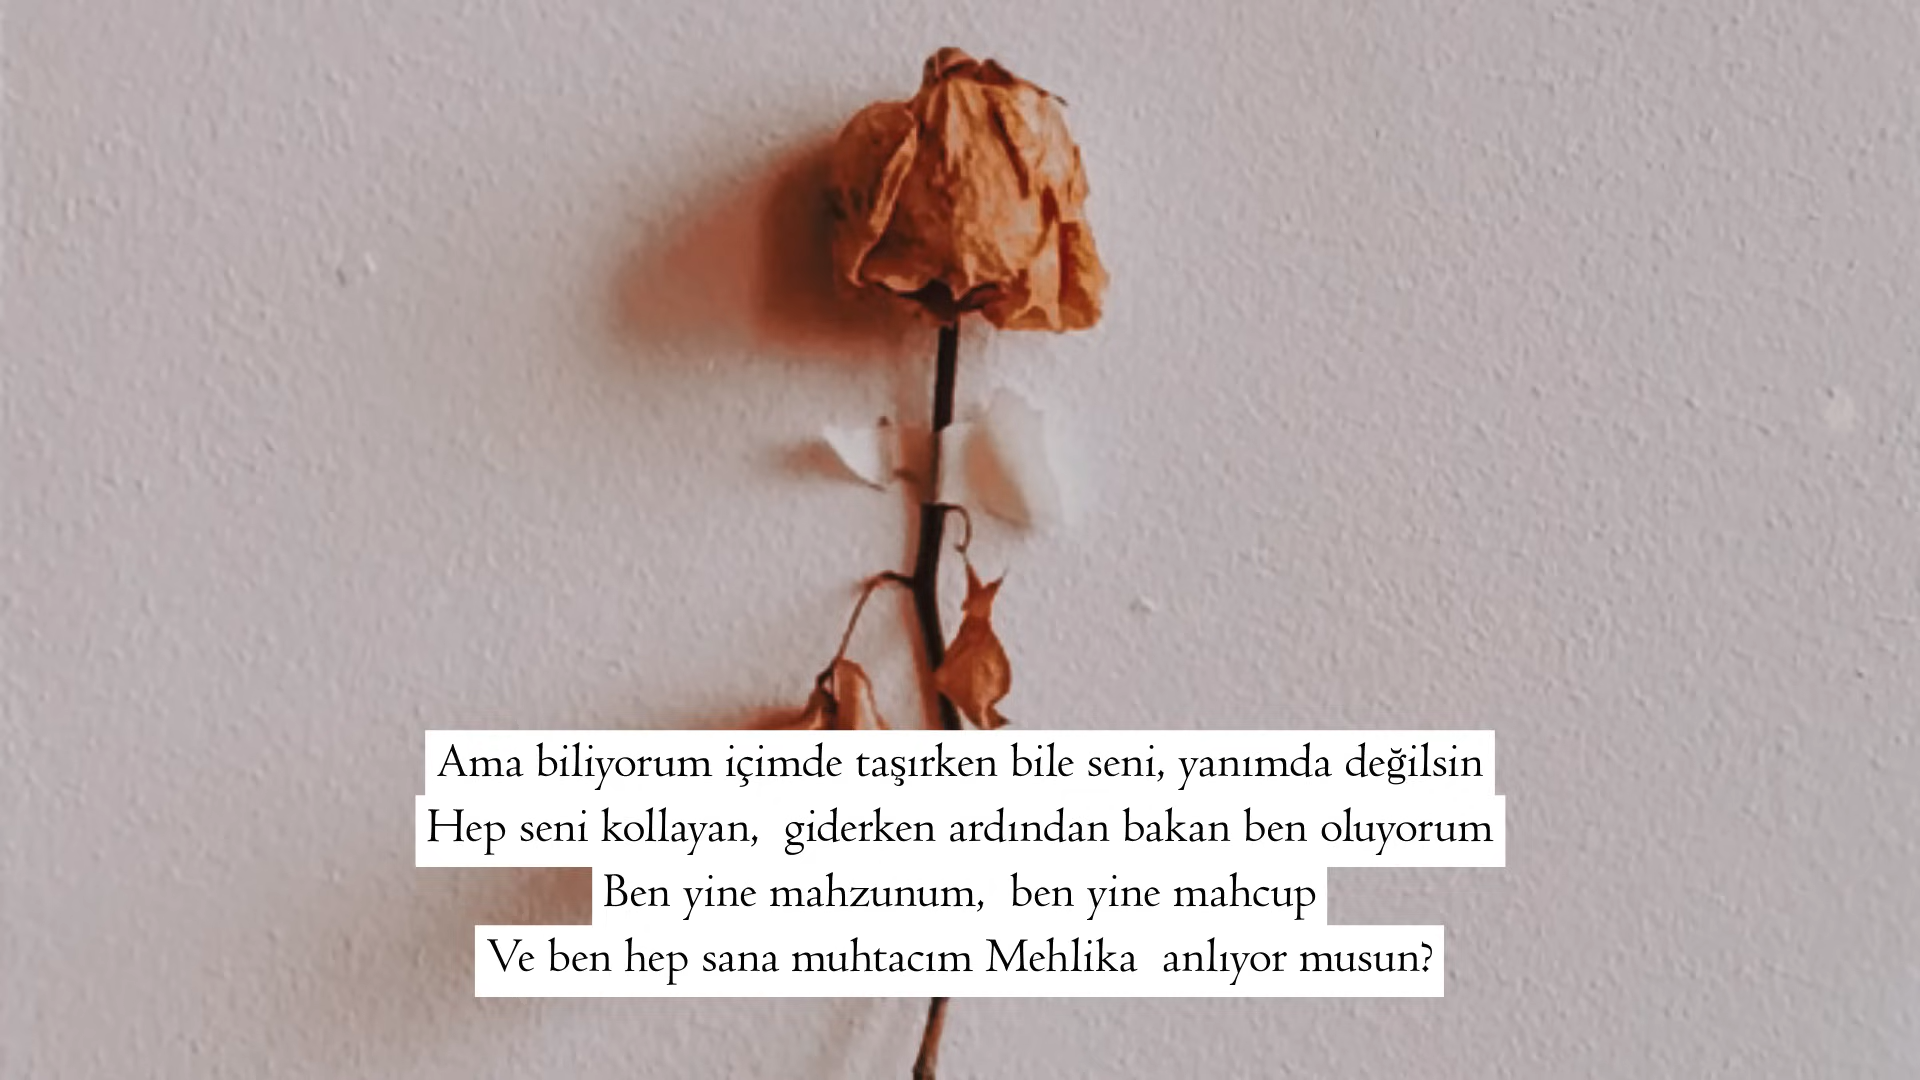 Ama biliyorum içimde taşırken bile seni, yanımda değilsin
Hep seni kollayan,  giderken ardından bakan ben oluyorum
Ben yine mahzunum,  ben yine mahcup
Ve ben hep sana muhtacım Mehlika  anlıyor musun?